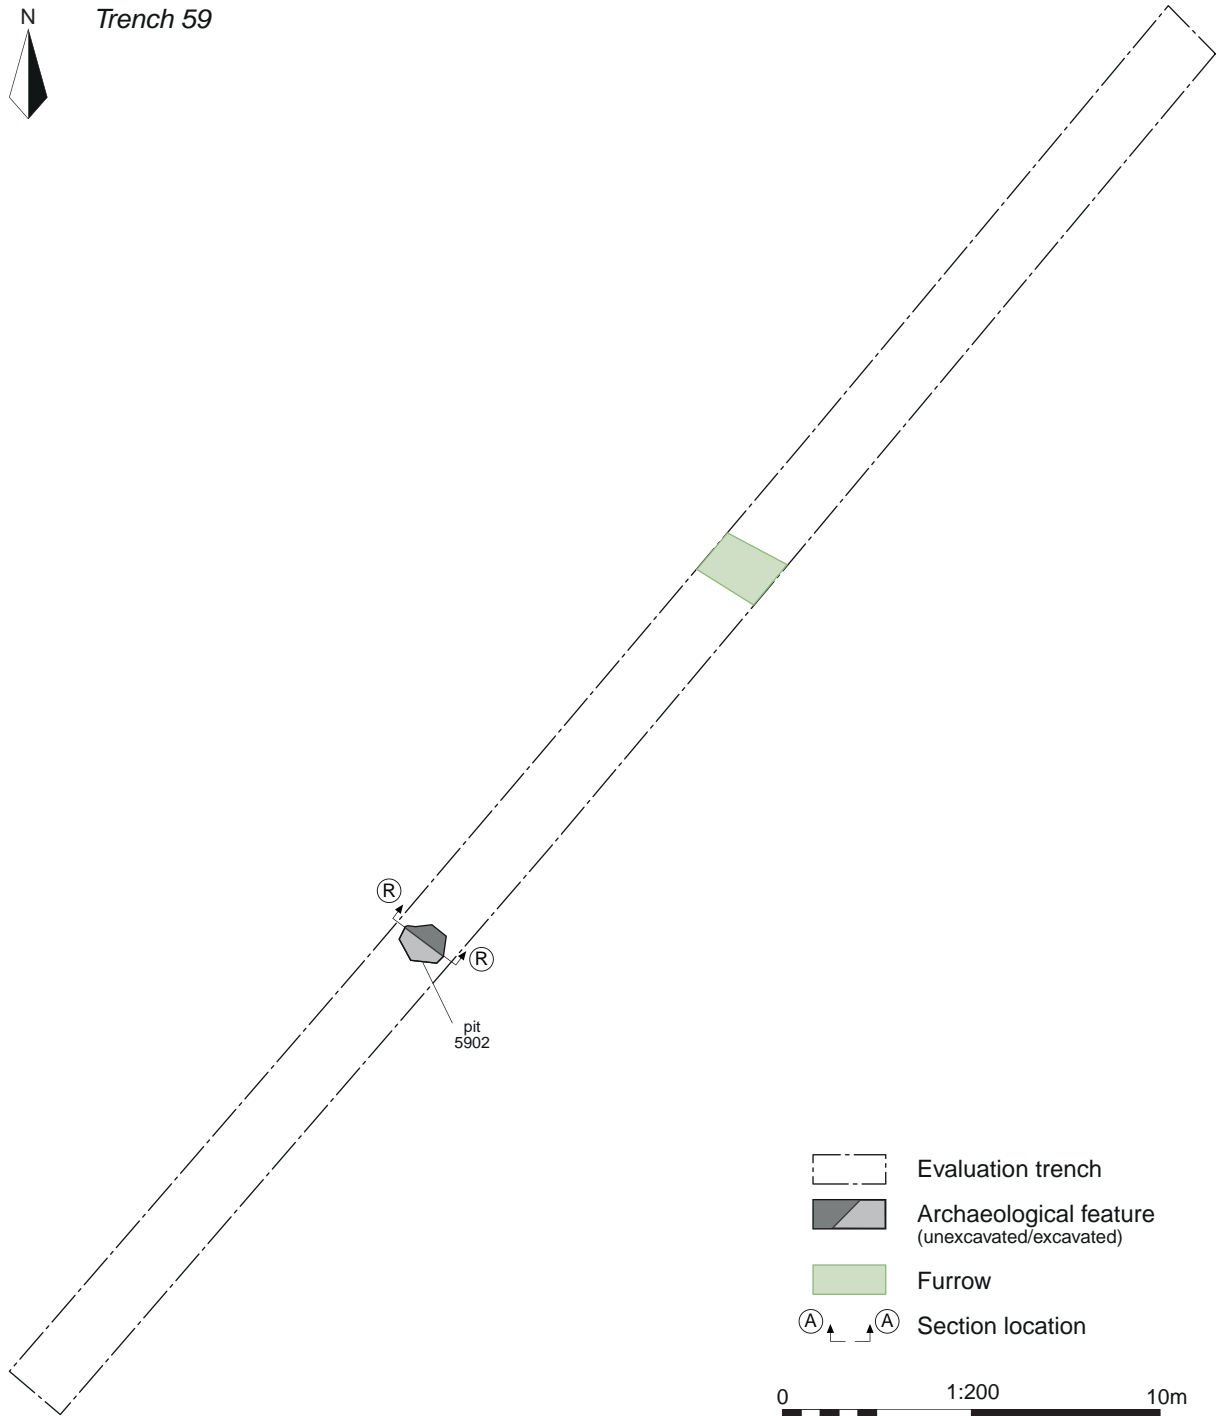 N
Trench 59
R
R
pit
5902
Evaluation trench
Archaeological feature
(unexcavated/excavated)
Furrow
A A Section location
0 1:200 10m